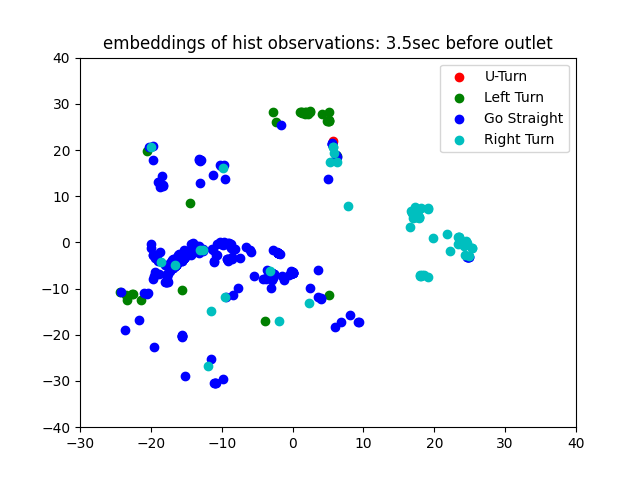 embeddings of hist observations: 3.5sec before outlet
U-Turn
Left Turn
Go Straight
Right Turn
40
30
20
10
0
−10
−20
−30
−40
−30 −20 −10 0 10 20 30 40